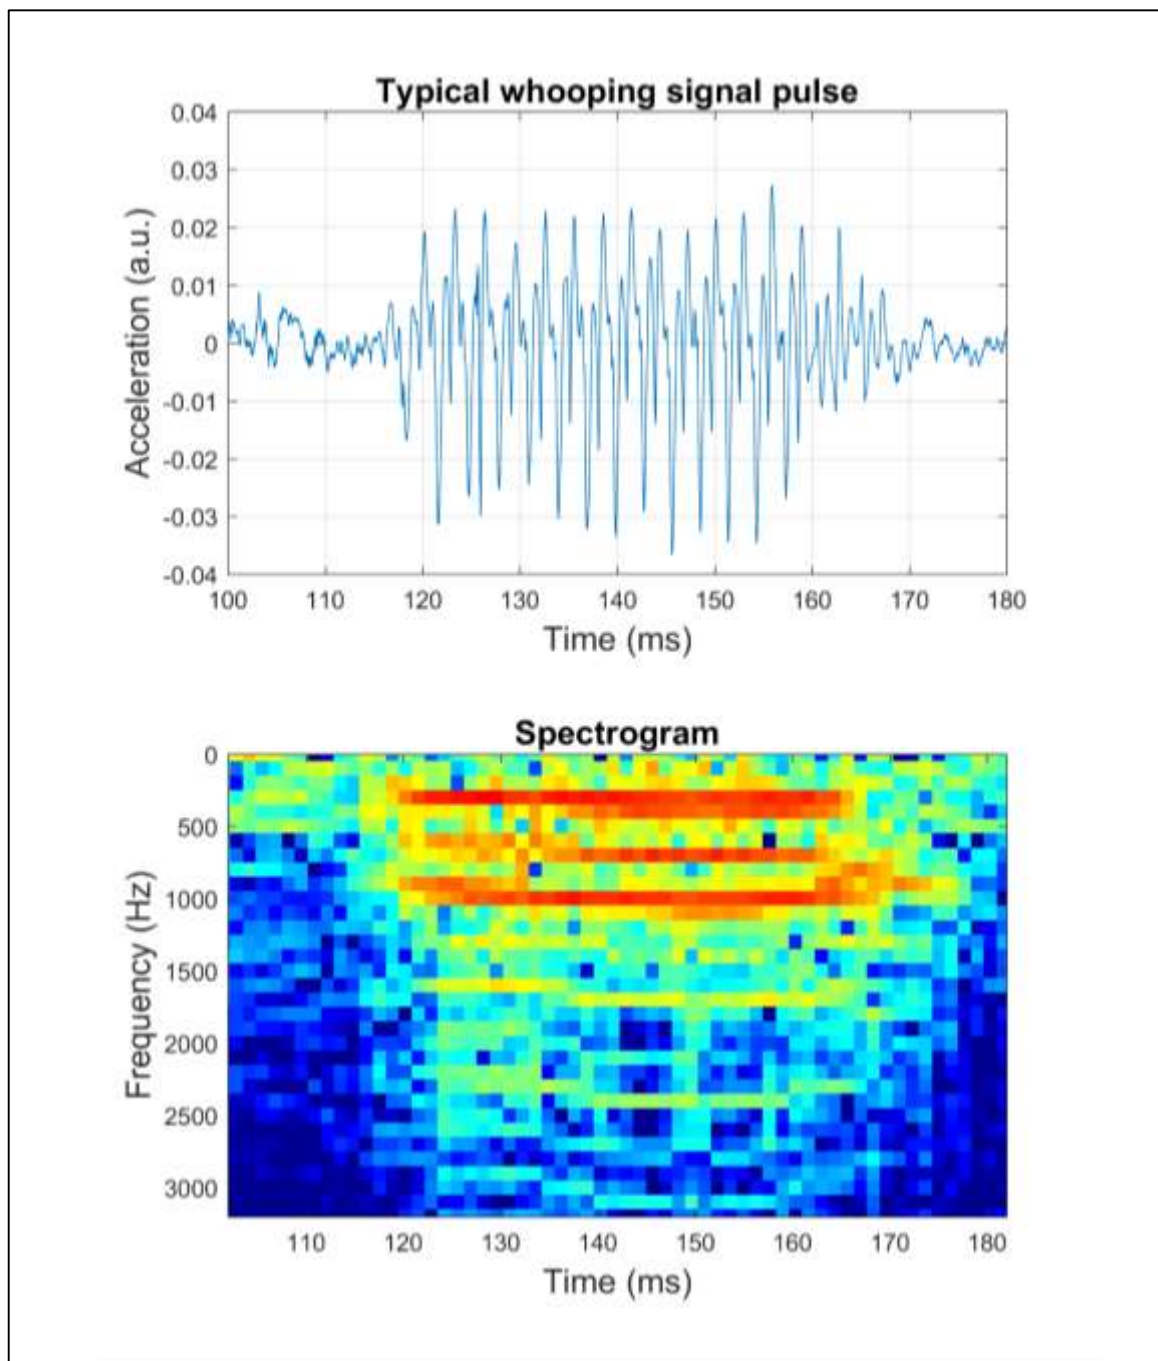 Typical whooping signal pulse
0.04
0.03
0.02
0.01
0
-0.01
-0.02
-0.03
-0.04
Acceleration (a.u.)
100 110 120 130 140 150 160 170 180
Time (ms)
Spectrogram
0
500
1000
1500
2000
2500
3000
Frequency (Hz)
110 120 130 140 150 160 170 180
Time (ms)